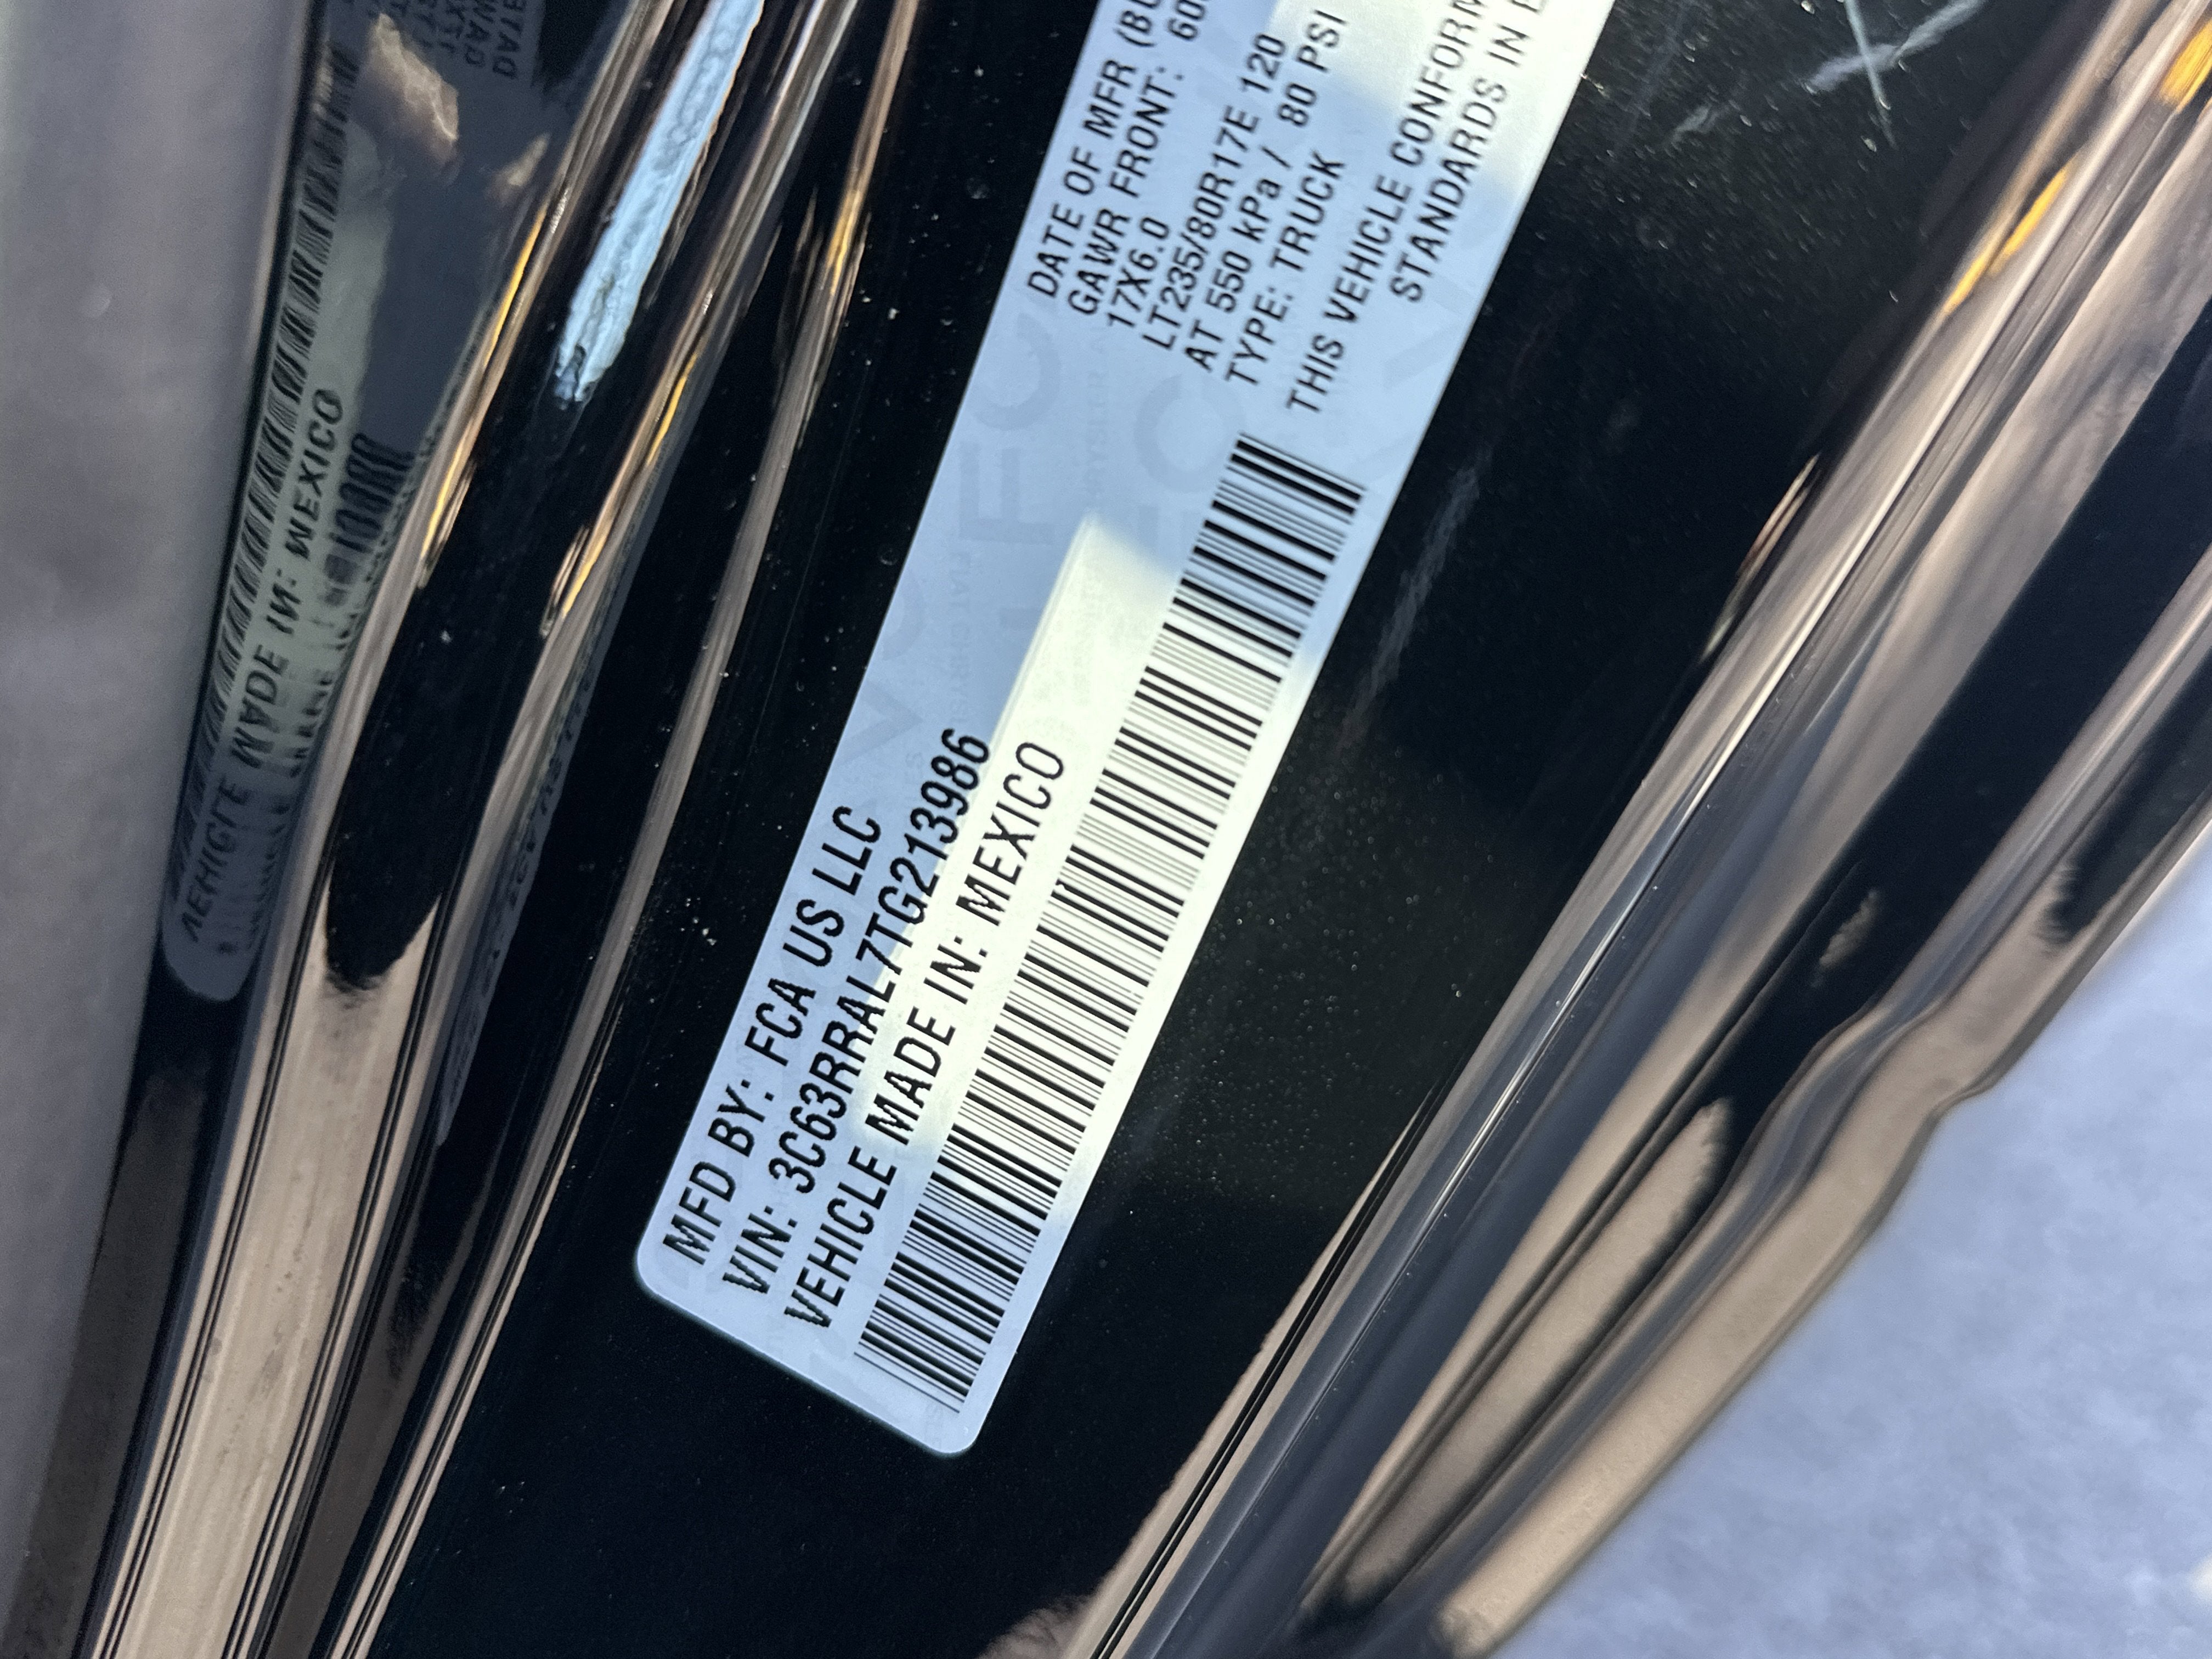 MFD BY: FCA US LLC
VIN: 3C63RRAL7TG213986
VEHICLE MADE IN: MEXICO
DATE OF MFR
GAWR FRONT:
17X6.0
LT235/80R17E 120
AT 550 kPa / 80 PSI
TYPE: TRUCK
THIS VEHICLE
STANDARDS IN
VEHICLE MADE IN: MEXICO